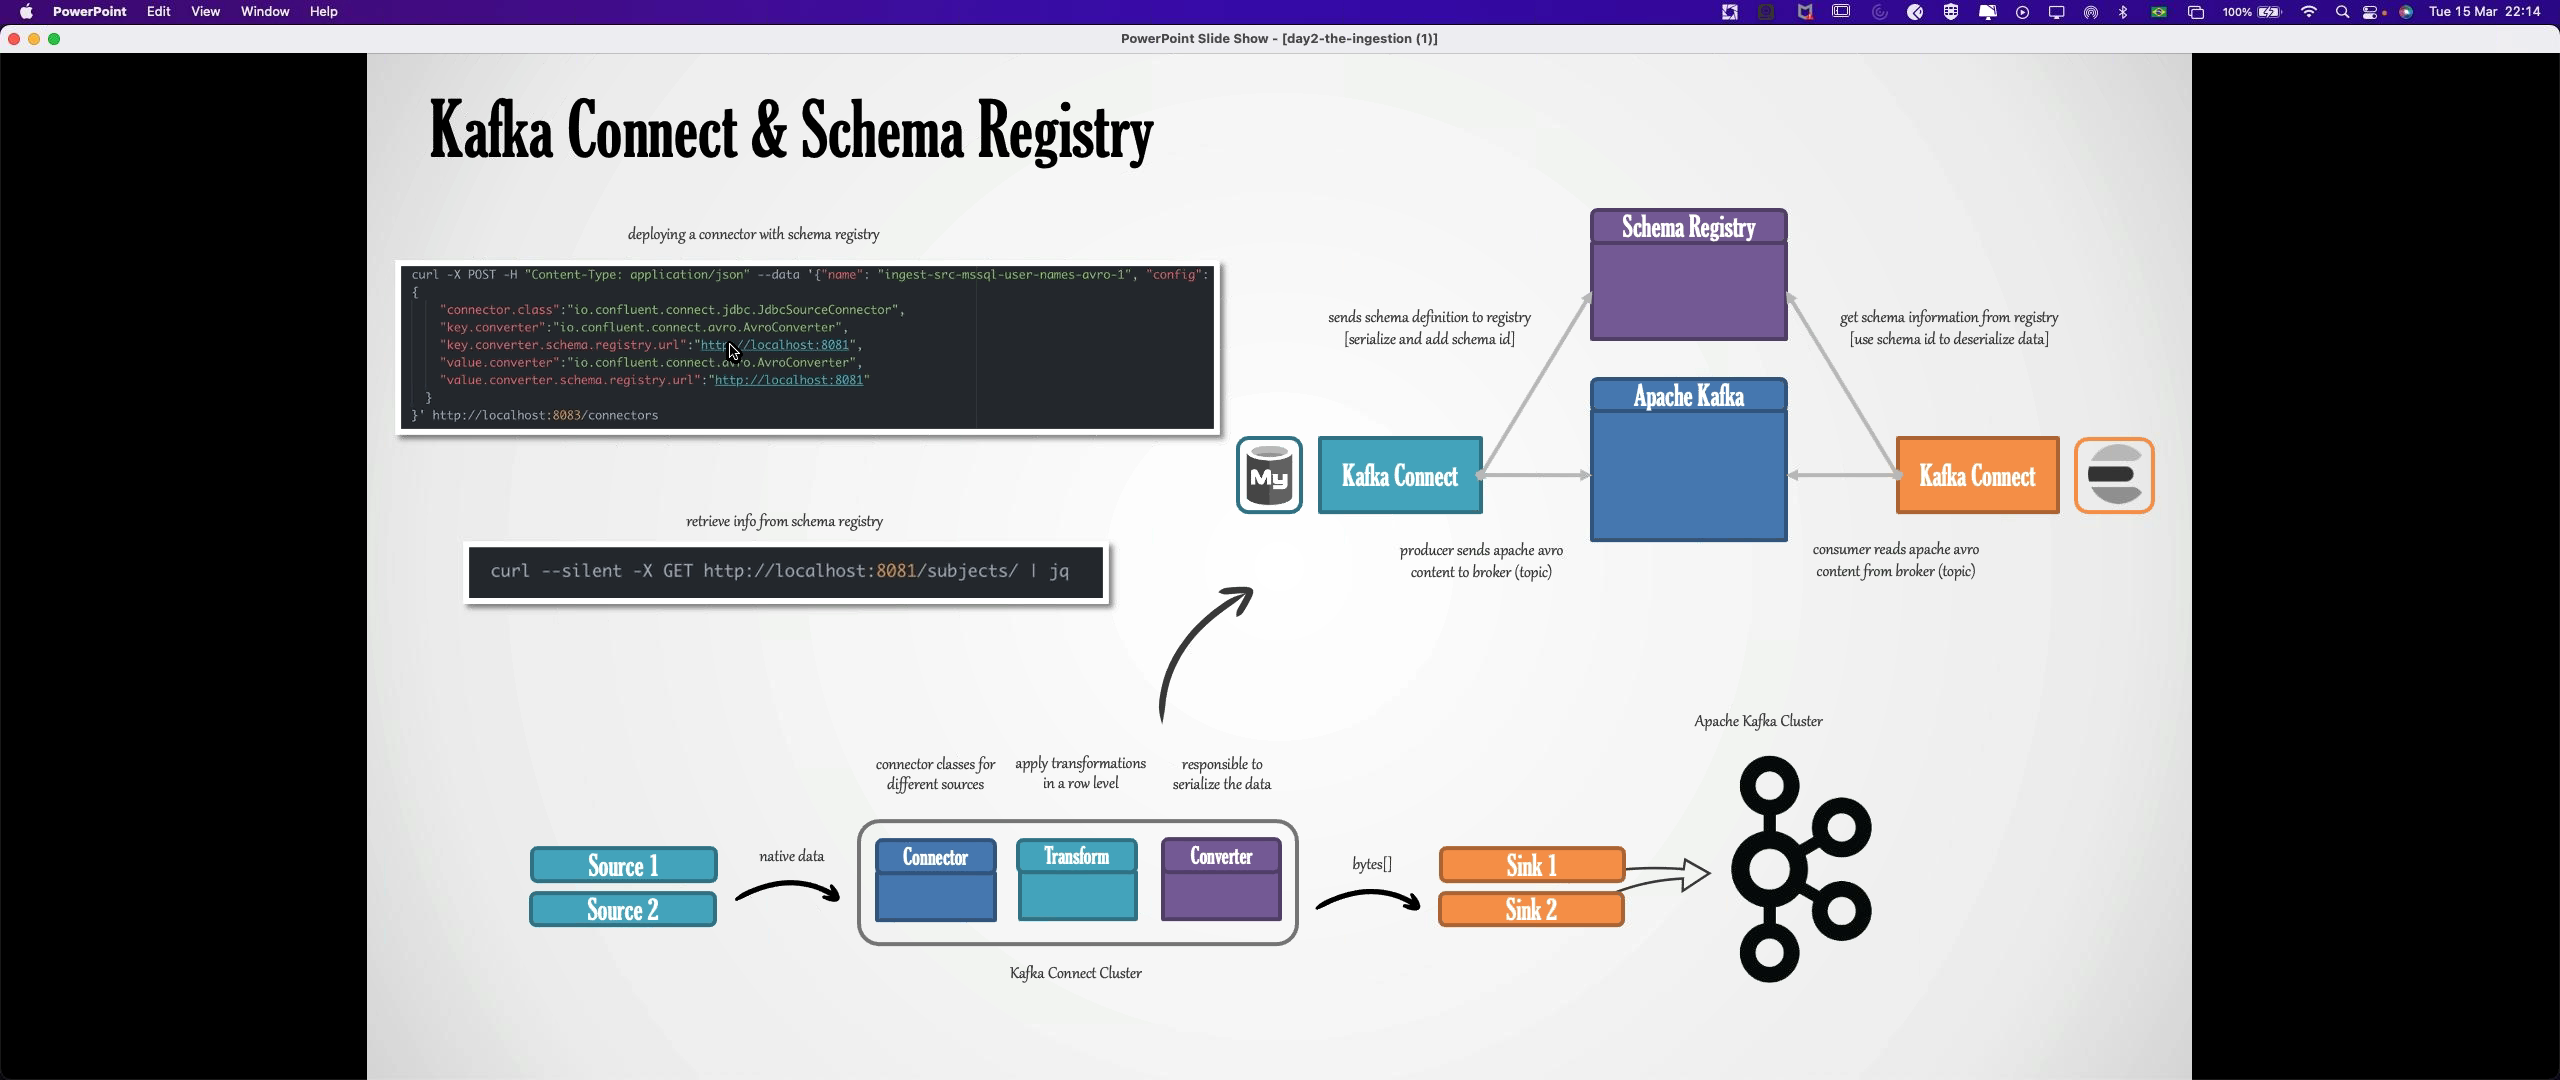 PowerPoint Edit View Window Help
100%
Tue 15 Mar 22:14
PowerPoint Slide Show - [day2-the-ingestion (1)]
Kafka Connect & Schema Registry
deploying a connector with schema registry
curl -X POST -H "Content-Type: application/json" --data '{"name": "ingest-src-mssql-user-names-avro-1", "config":
{
"connector.class":"io.confluent.connect.jdbc.JdbcSourceConnector",
"key.converter":"io.confluent.connect.avro.AvroConverter",
"key.converter.schema.registry.url":"http://localhost:8081",
"value.converter":"io.confluent.connect.avro.AvroConverter",
"value.converter.schema.registry.url":"http://localhost:8081"
}
}' http://localhost:8083/connectors
retrieve info from schema registry
curl --silent -X GET http://localhost:8081/subjects/ | jq
Schema Registry
sends schema definition to registry
[serialize and add schema id]
get schema information from registry
[use schema id to deserialize data]
Apache Kafka
My
Kafka Connect
Kafka Connect
producer sends apache avro
content to broker (topic)
consumer reads apache avro
content from broker (topic)
connector classes for
different sources
apply transformations
in a row level
responsible to
serialize the data
Source 1
Source 2
native data
Connector
Transform
Converter
Kafka Connect Cluster
bytes[]
Sink 1
Sink 2
Apache Kafka Cluster